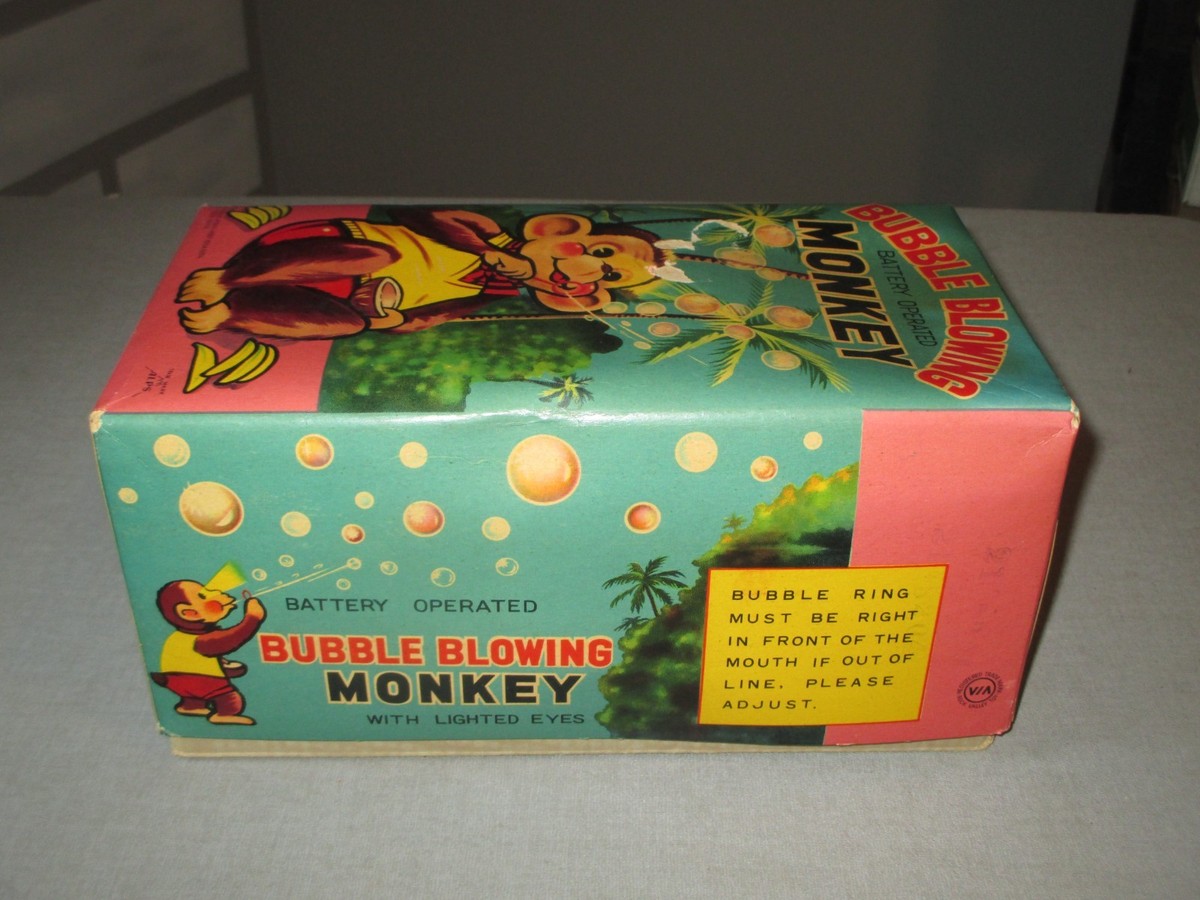 BUBBLE BLOWING
BATTERY OPERATED
MONKEY
ALPS
BATTERY OPERATED
BUBBLE BLOWING
MONKEY
WITH LIGHTED EYES
BUBBLE RING
MUST BE RIGHT
IN FRONT OF THE
MOUTH IF OUT OF
LINE, PLEASE
ADJUST.